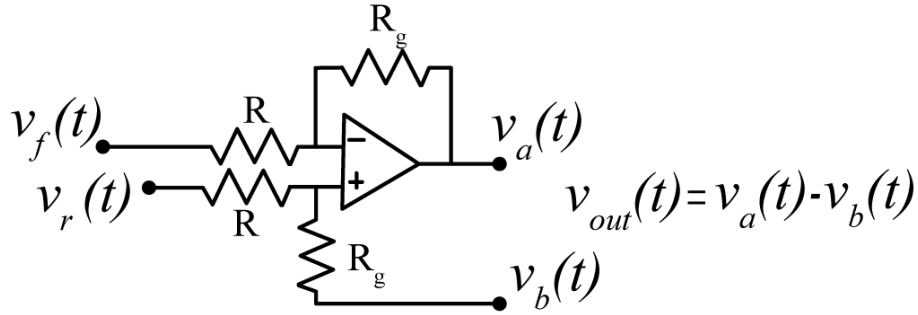 R_g
R
v_f(t)
−
v_a(t)
+
v_r(t)
v_out(t)=v_a(t)-v_b(t)
R
R_g
v_b(t)